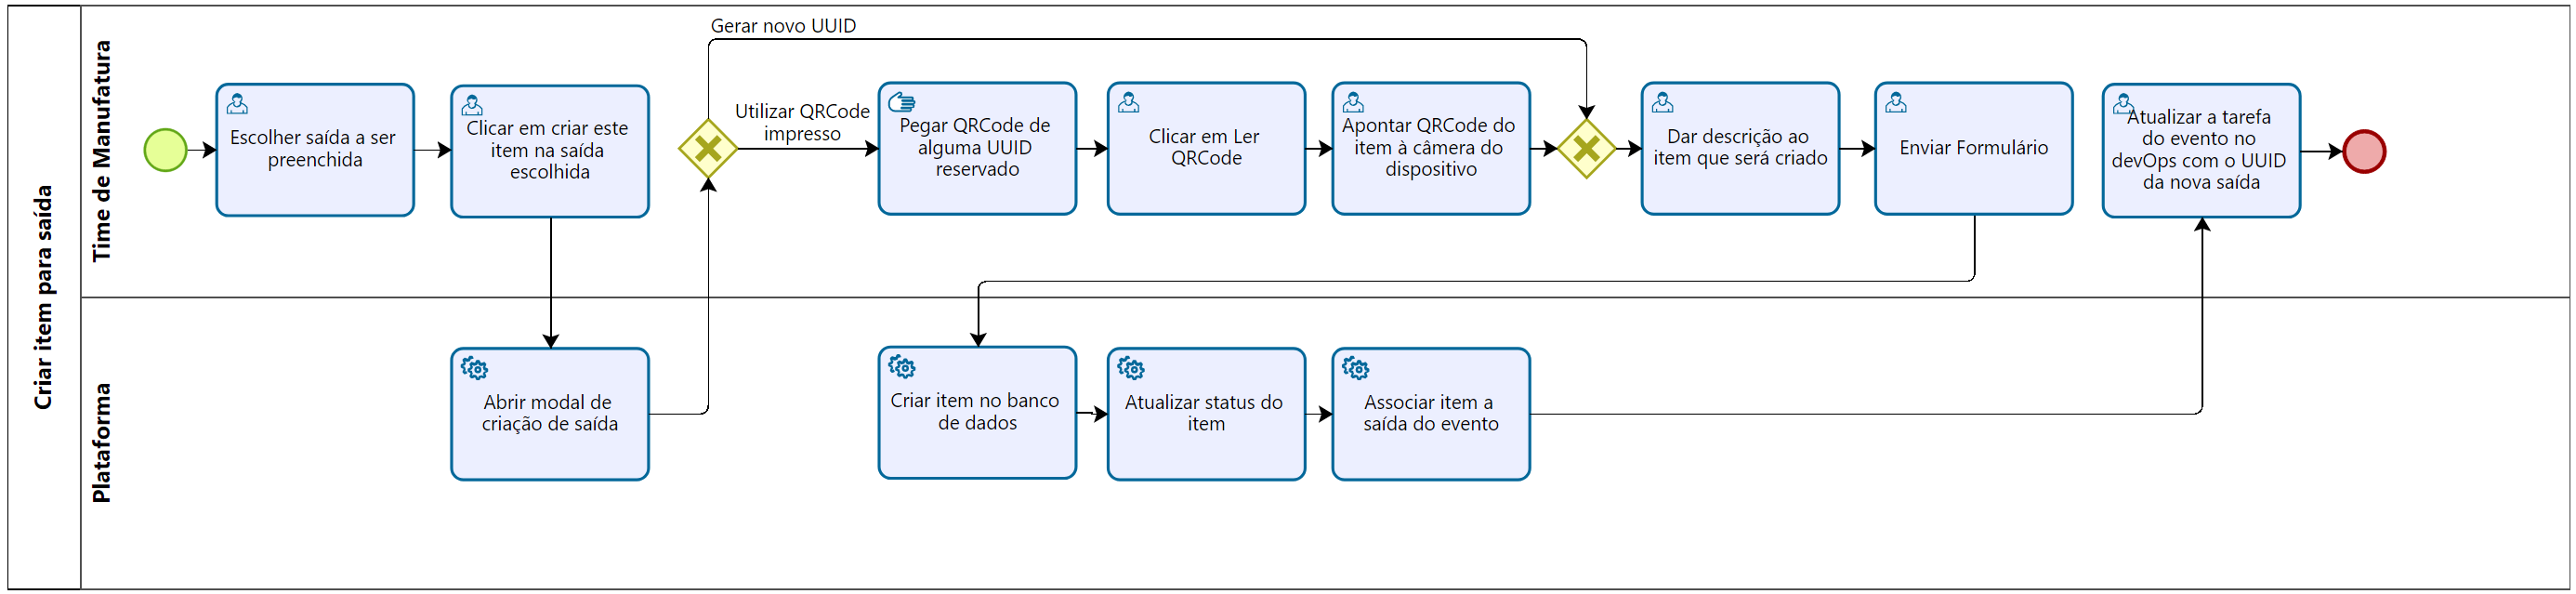 Criar item para saída
Time de Manufatura
Escolher saída a ser
preenchida
Clicar em criar este
item na saída
escolhida
Gerar novo UUID
Utilizar QRCode
impresso
Pegar QRCode de
alguma UUID
reservado
Clicar em Ler
QRCode
Apontar QRCode do
item à câmera do
dispositivo
Dar descrição ao
item que será criado
Enviar Formulário
Atualizar a tarefa
do evento no
devOps com o UUID
da nova saída
Plataforma
Abrir modal de
criação de saída
Criar item no banco
de dados
Atualizar status do
item
Associar item a
saída do evento